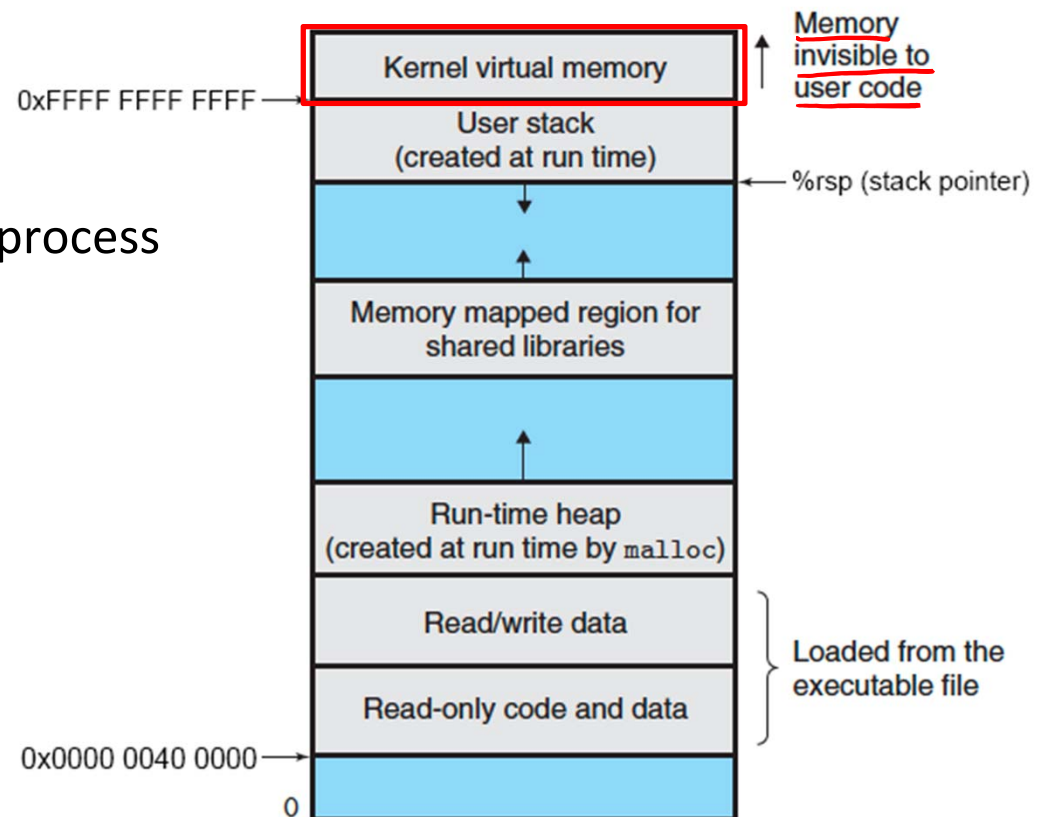 Memory
invisible to
user code
Kernel virtual memory
0xFFFF FFFF FFFF
User stack
(created at run time)
%rsp (stack pointer)
process
Memory mapped region for
shared libraries
Run-time heap
(created at run time by malloc)
Read/write data
Loaded from the
executable file
Read-only code and data
0x0000 0040 0000
0